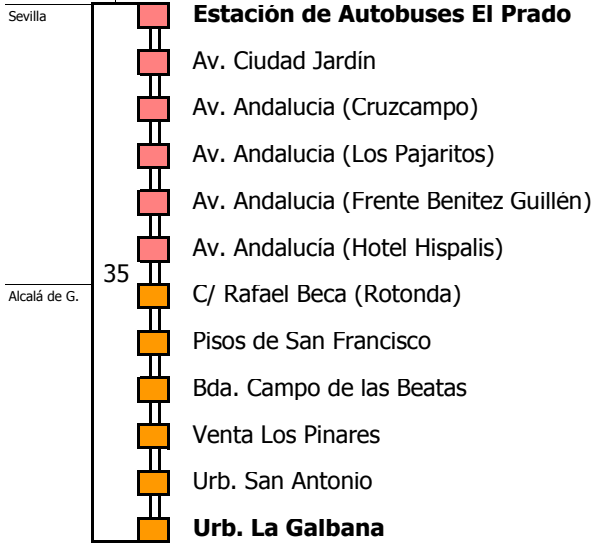 Sevilla
Estación de Autobuses El Prado
Av. Ciudad Jardín
Av. Andalucia (Cruzcampo)
Av. Andalucia (Los Pajaritos)
Av. Andalucia (Frente Benitez Guillén)
Av. Andalucía (Hotel Hispalis)
35
Alcalá de G.
C/ Rafael Beca (Rotonda)
Pisos de San Francisco
Bda. Campo de las Beatas
Venta Los Pinares
Urb. San Antonio
Urb. La Galbana